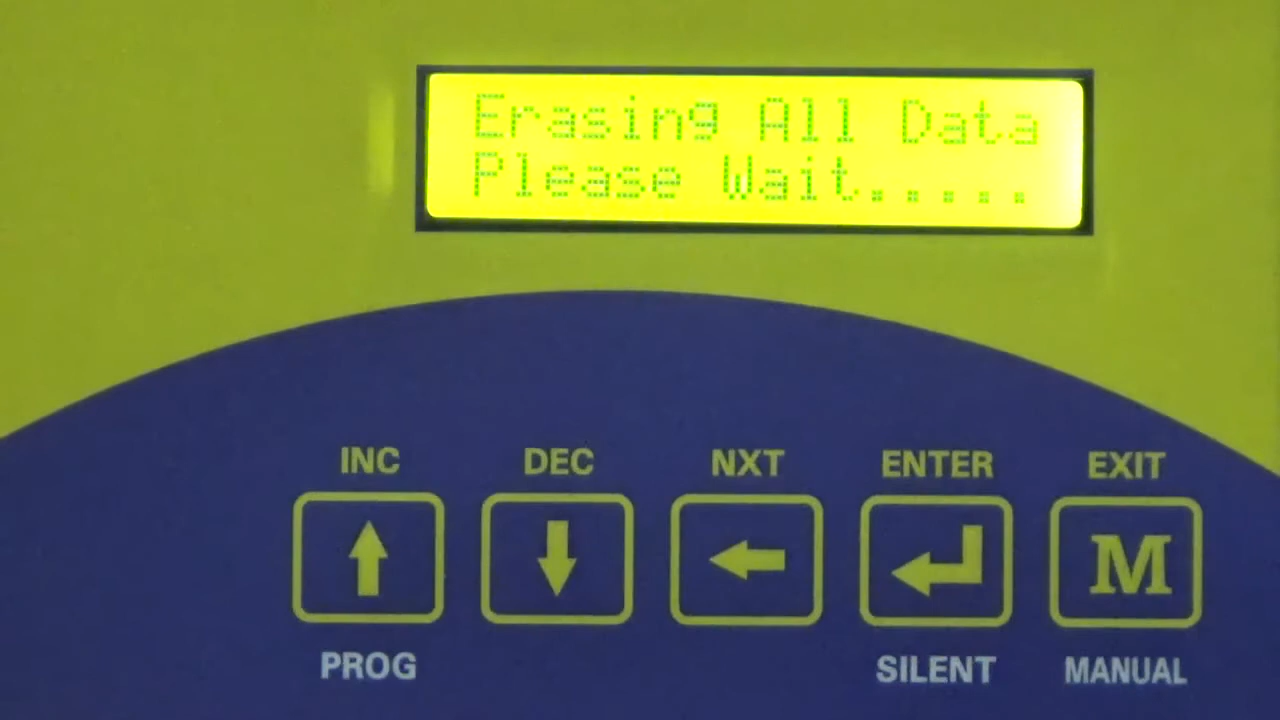 Erasing All Data
Please Wait.....
INC DEC NXT ENTER EXIT
M
PROG SILENT MANUAL